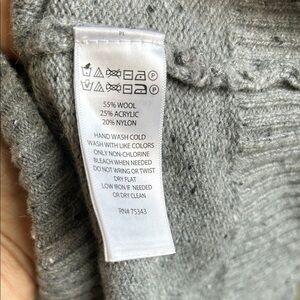 55% WOOL
25% ACRYLIC
20% NYLON
HAND WASH COLD
WASH WITH LIKE COLORS
ONLY NON-CHLORINE
BLEACH WHEN NEEDED
DO NOT WRING OR TWIST
DRY FLAT
LOW IRON IF NEEDED
OR DRY CLEAN
RN# 75343